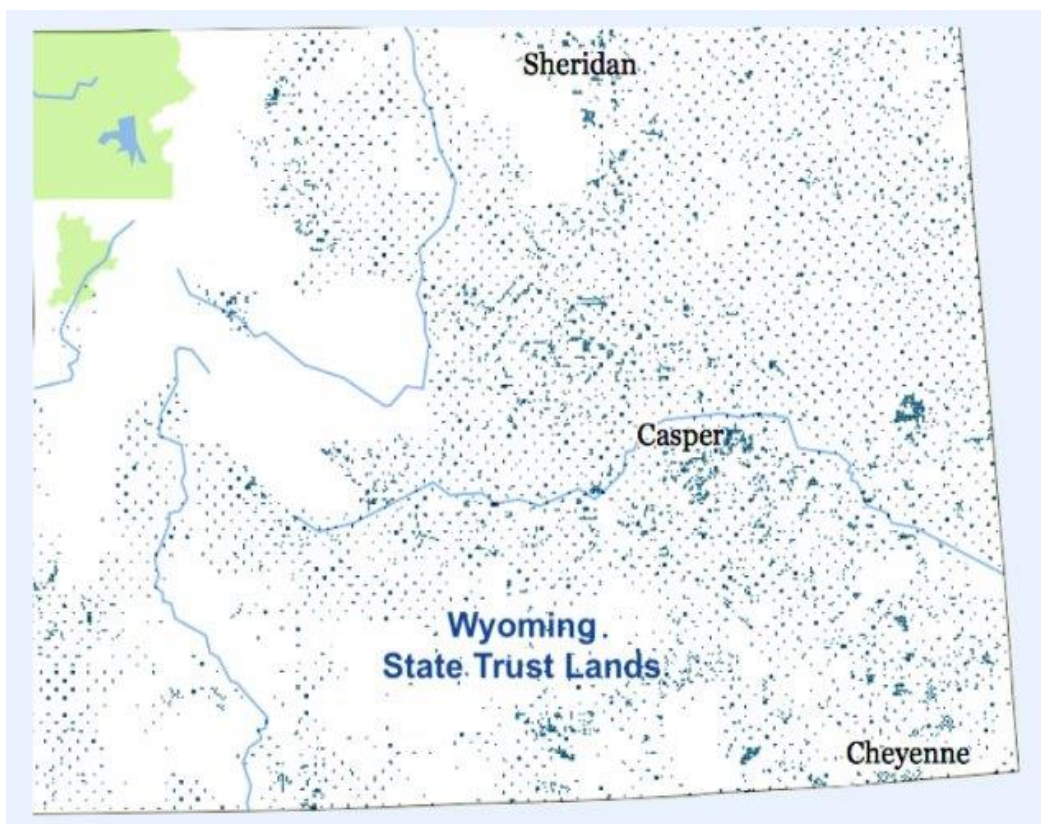 Sheridan
Casper
Wyoming
State Trust Lands
Cheyenne